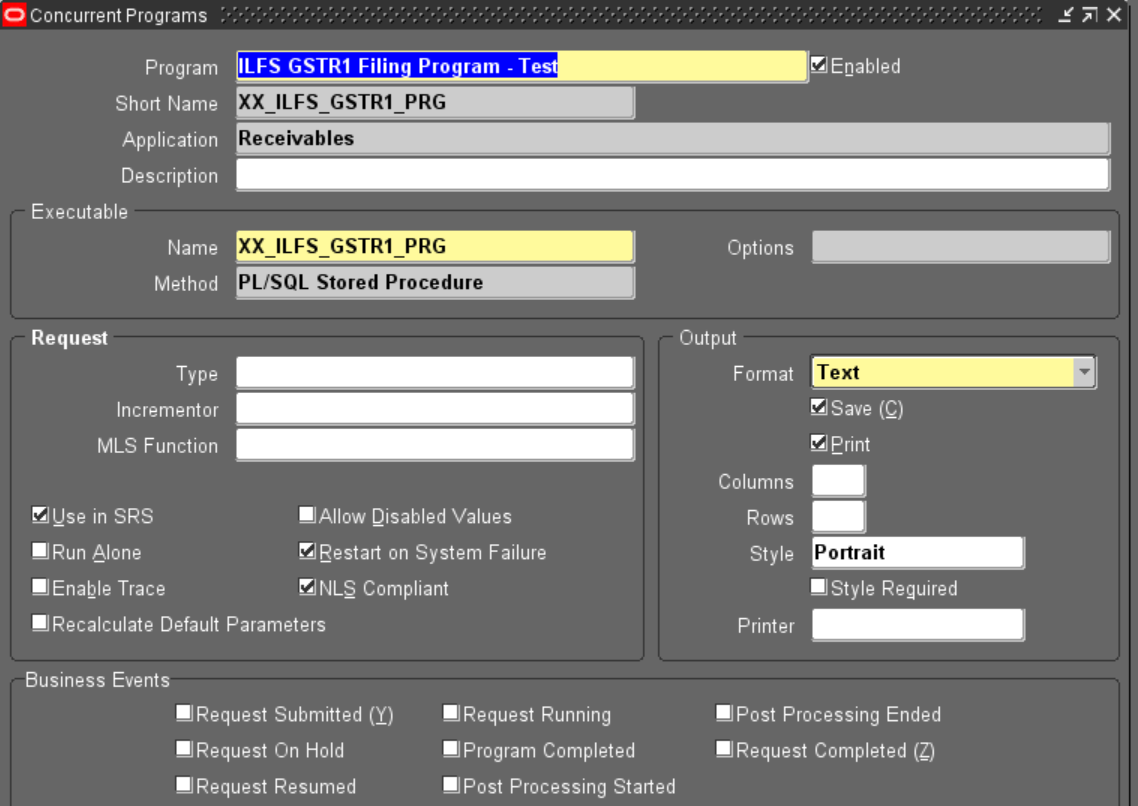 Concurrent Programs
Program ILFS GSTR1 Filing Program - Test Enabled
Short Name XX_ILFS_GSTR1_PRG
Application Receivables
Description
Executable
Name XX_ILFS_GSTR1_PRG Options
Method PL/SQL Stored Procedure
Request
Type
Incrementor
MLS Function
Use in SRS Allow Disabled Values
Run Alone Restart on System Failure
Enable Trace NLS Compliant
Recalculate Default Parameters
Output
Format Text
Save (C)
Print
Columns
Rows
Style Portrait
Style Required
Printer
Business Events
Request Submitted (Y) Request Running Post Processing Ended
Request On Hold Program Completed Request Completed (Z)
Request Resumed Post Processing Started